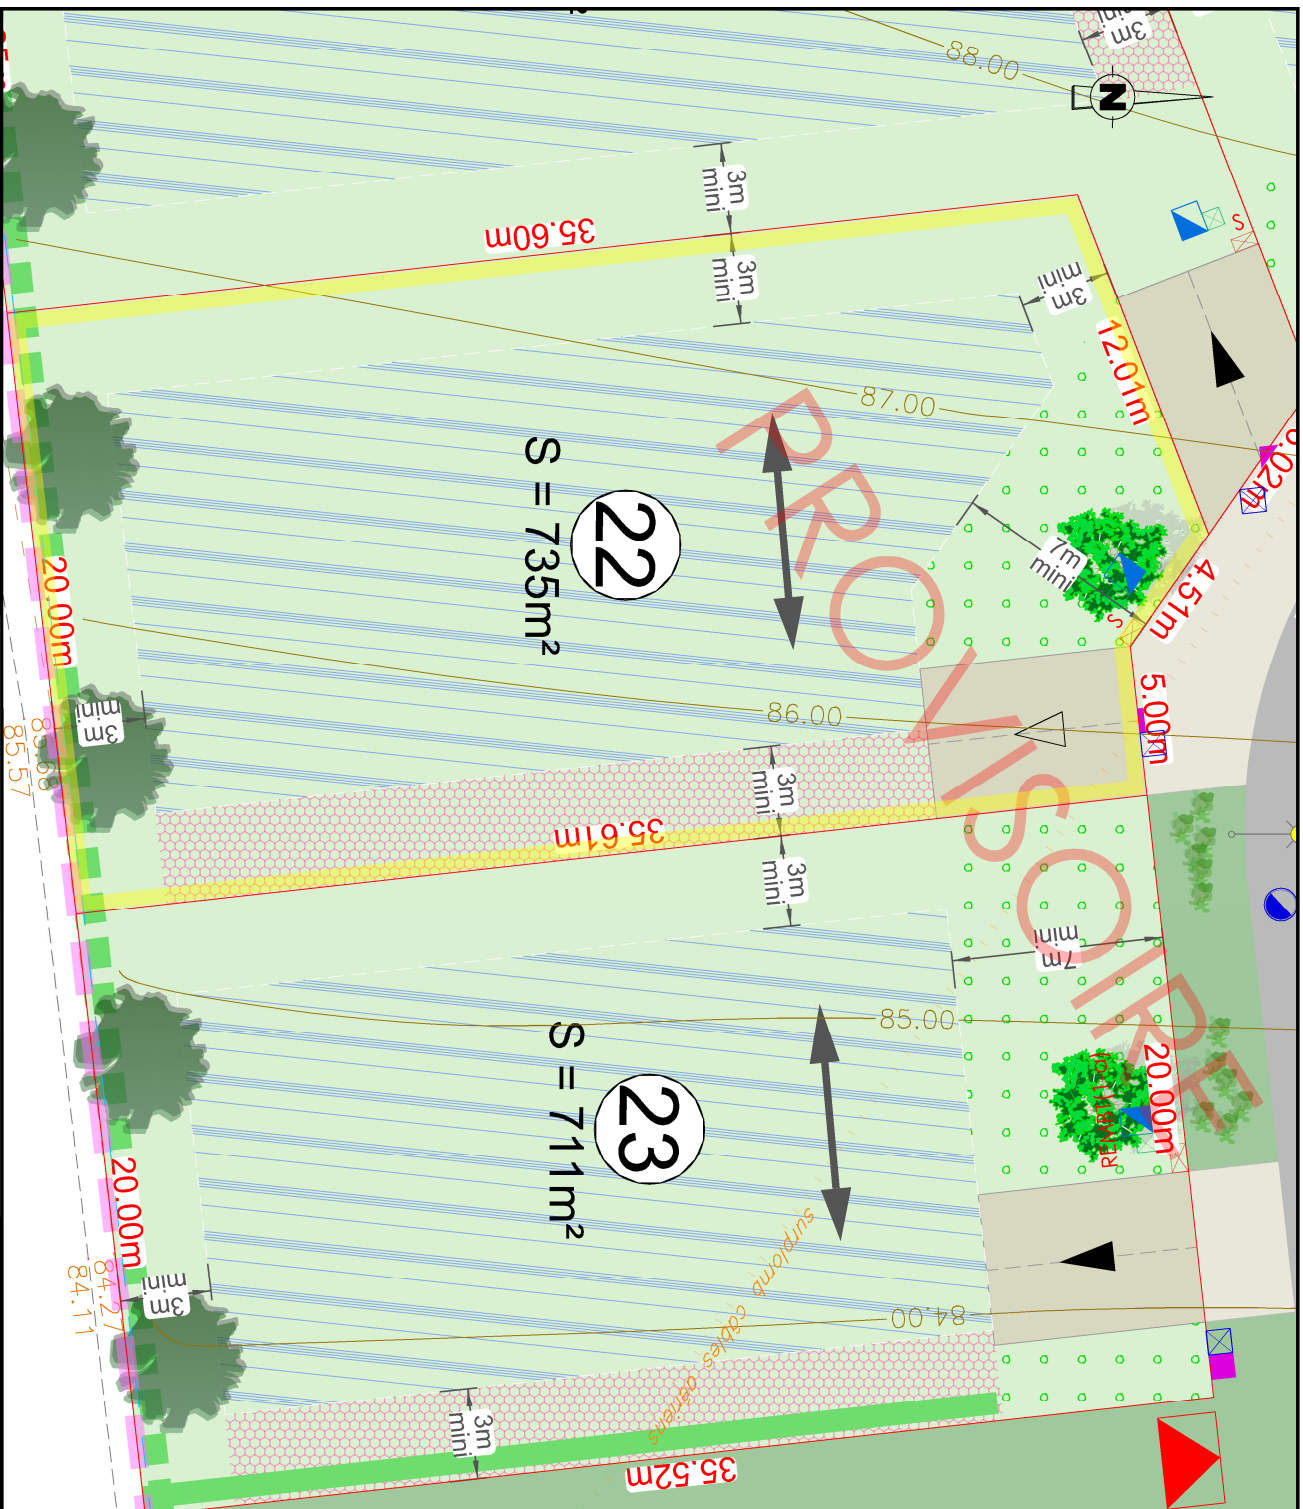 3m
mini
88.00
N
3m
mini
35.60m
3m
mini
S
3m
mini
12.01m
87.00
22
S = 735m²
7m
mini
S
4.51m
5.00m
20.00m
3m
mini
85.57
86.00
3m
mini
35.61m
3m
mini
7m
mini
PROVISOIRE
85.00
23
S = 711m²
20.00m
surplomb câbles aériens
84.00
20.00m
3m
mini
84.27
84.11
3m
mini
35.52m